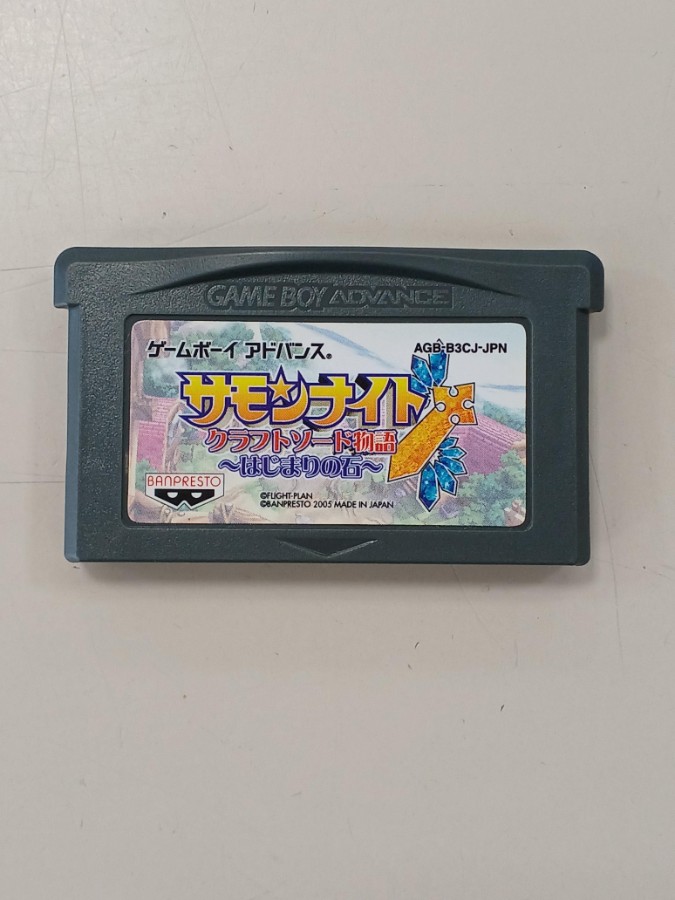 GAME BOY ADVANCE
ゲームボーイ アドバンス®
AGB-B3CJ-JPN
サモンナイト
クラフトソード物語
～はじまりの石～
BANPRESTO
©FLIGHT-PLAN
©BANPRESTO 2005 MADE IN JAPAN